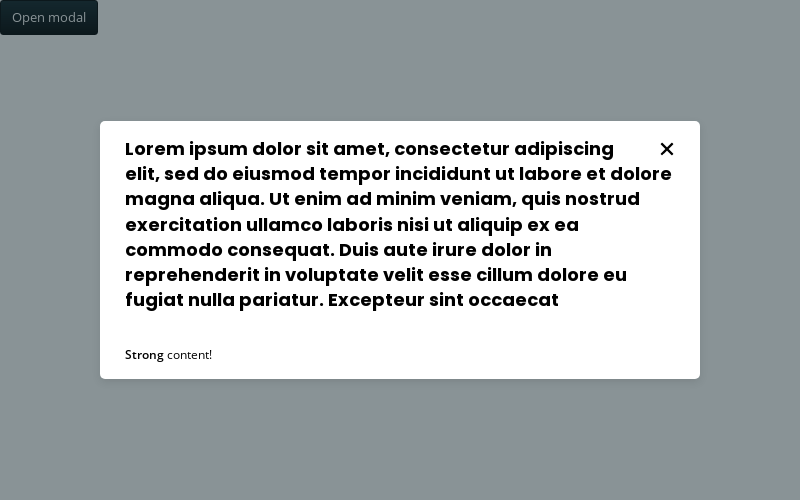 Open modal
Lorem ipsum dolor sit amet, consectetur adipiscing
elit, sed do eiusmod tempor incididunt ut labore et dolore
magna aliqua. Ut enim ad minim veniam, quis nostrud
exercitation ullamco laboris nisi ut aliquip ex ea
commodo consequat. Duis aute irure dolor in
reprehenderit in voluptate velit esse cillum dolore eu
fugiat nulla pariatur. Excepteur sint occaecat
Strong content!